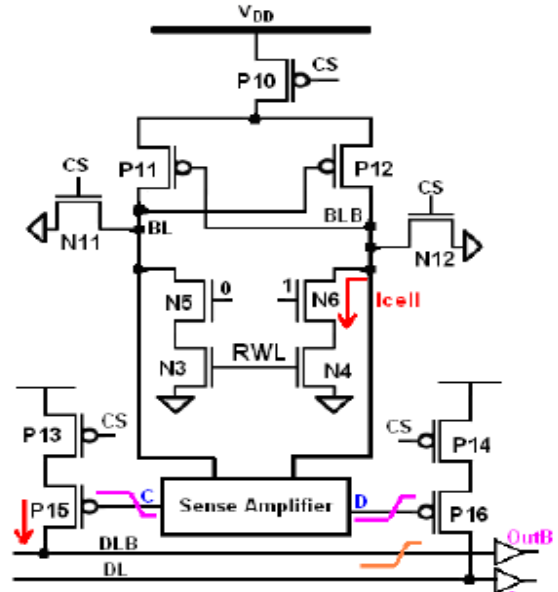 VDD
P10
CS
P11
P12
CS
CS
BL
BLB
N11
N12
N5
0
1
N6
Icell
N3
RWL
N4
P13
CS
CS
P14
P15
C
Sense Amplifier
D
P16
DLB
OutB
DL